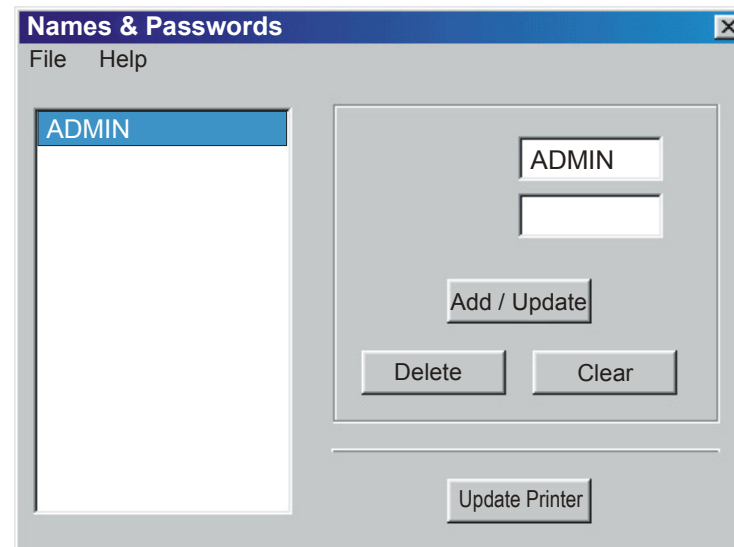 Names & Passwords
File Help
ADMIN
ADMIN
Add / Update
Delete Clear
Update Printer